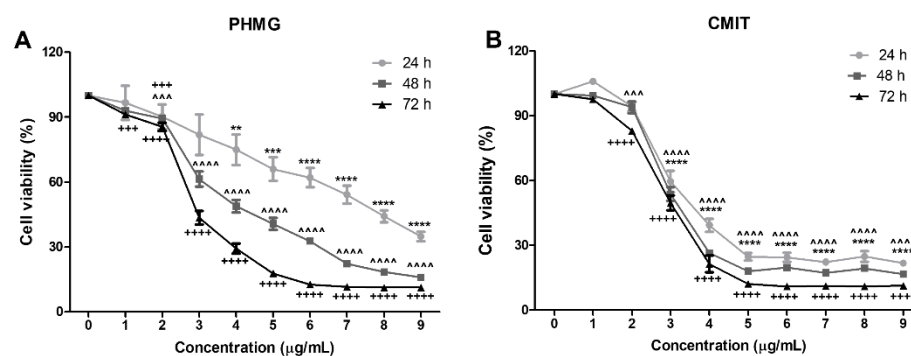 PHMG
A
24 h
48 h
72 h
120
90
60
30
0
Cell viability (%)
+++
^^^
+++
++++
**
***
****
****
****
****
^^^^
^^^^
^^^^
^^^^
^^^^
^^^^
++++
++++
++++
++++
++++
++++
++++
0 1 2 3 4 5 6 7 8 9
Concentration (μg/mL)
CMIT
B
24 h
48 h
72 h
120
90
60
30
0
Cell viability (%)
^^^
++++
^^^^
****
++++
^^^^
****
++++
^^^^ ^^^^ ^^^^ ^^^^ ^^^^
**** **** **** **** ****
++++ ++++ ++++ ++++ ++++
0 1 2 3 4 5 6 7 8 9
Concentration (μg/mL)